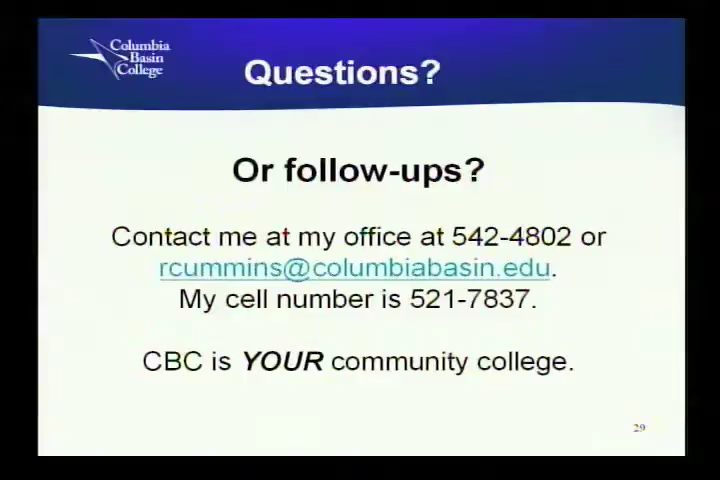 Columbia
Basin
College
Questions?
Or follow-ups?
Contact me at my office at 542-4802 or
rcummins@columbiabasin.edu.
My cell number is 521-7837.
CBC is YOUR community college.
29